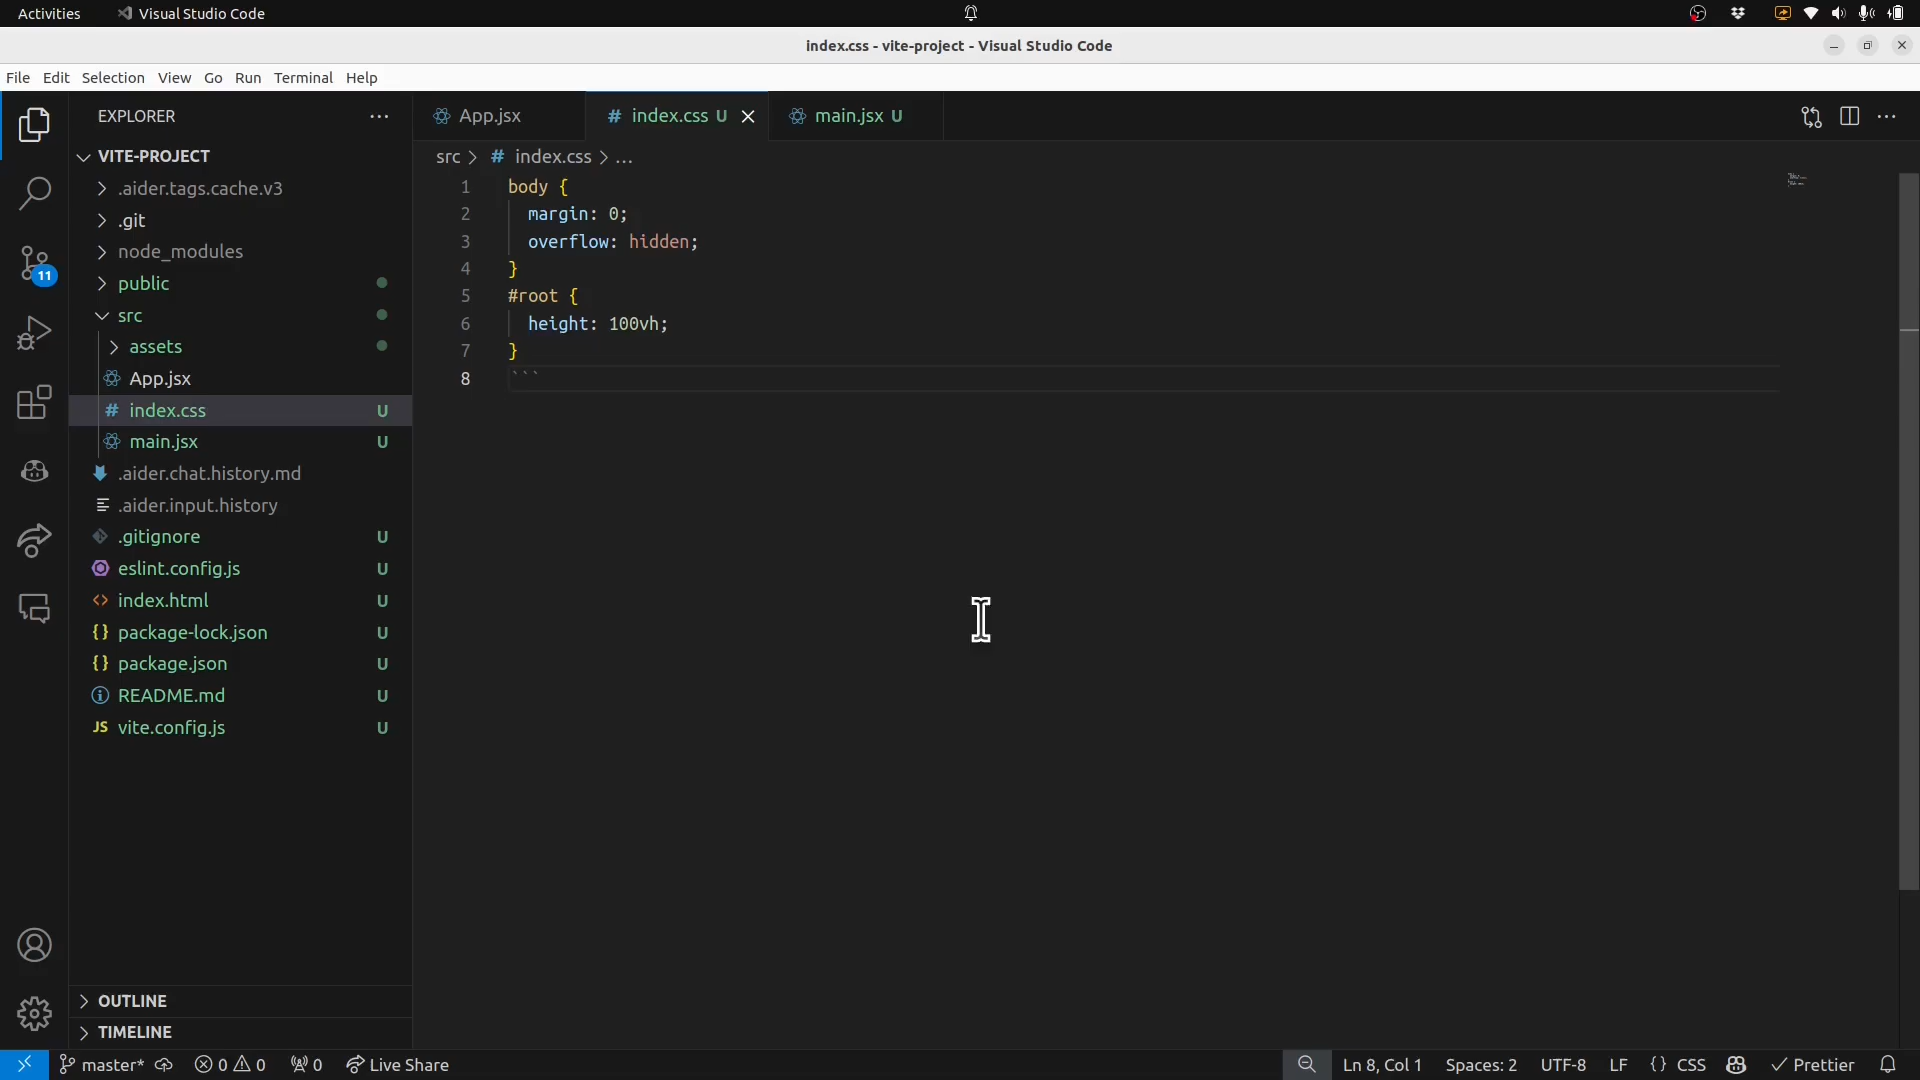 Activities
Visual Studio Code
index.css - vite-project - Visual Studio Code
File Edit Selection View Go Run Terminal Help
EXPLORER
App.jsx
# index.css U
main.jsx U
src > # index.css > ...
VITE-PROJECT
.aider.tags.cache.v3
.git
node_modules
public
src
assets
App.jsx
# index.css U
main.jsx U
.aider.chat.history.md
.aider.input.history
.gitignore U
eslint.config.js U
<> index.html U
{} package-lock.json U
{} package.json U
README.md U
JS vite.config.js U
OUTLINE
TIMELINE
11
1 body {
2 margin: 0;
3 overflow: hidden;
4 }
5 #root {
6 height: 100vh;
7 }
8 ```
master* 0 0 0 Live Share
Ln 8, Col 1 Spaces: 2 UTF-8 LF {} CSS Prettier